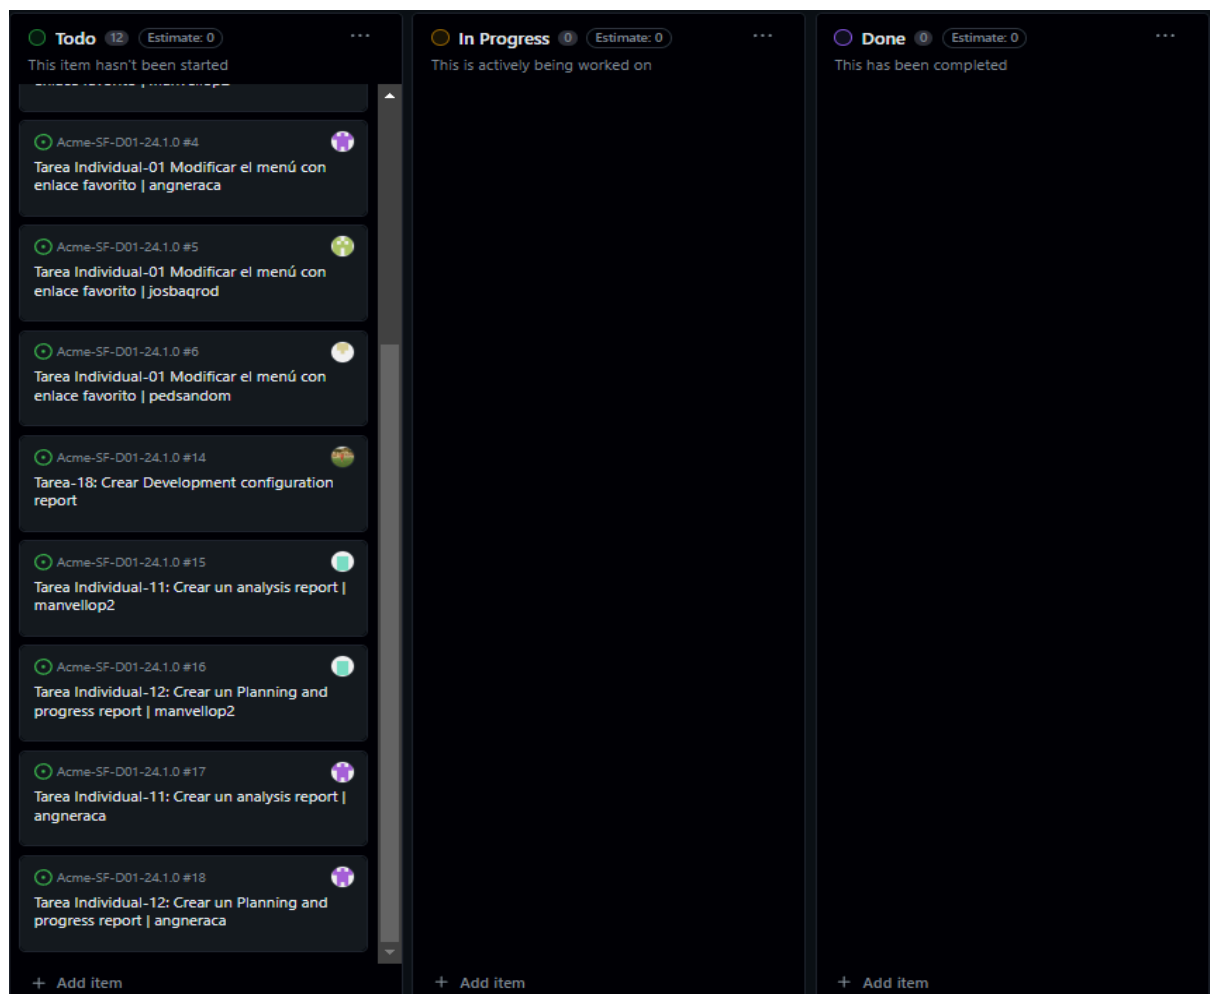 Todo 12 Estimate: 0
This item hasn't been started
enlace favorito | manvellop2
Acme-SF-D01-24.1.0 #4
Tarea Individual-01 Modificar el menú con
enlace favorito | angneraca
Acme-SF-D01-24.1.0 #5
Tarea Individual-01 Modificar el menú con
enlace favorito | josbaqrod
Acme-SF-D01-24.1.0 #6
Tarea Individual-01 Modificar el menú con
enlace favorito | pedsandom
Acme-SF-D01-24.1.0 #14
Tarea-18: Crear Development configuration
report
Acme-SF-D01-24.1.0 #15
Tarea Individual-11: Crear un analysis report |
manvellop2
Acme-SF-D01-24.1.0 #16
Tarea Individual-12: Crear un Planning and
progress report | manvellop2
Acme-SF-D01-24.1.0 #17
Tarea Individual-11: Crear un analysis report |
angneraca
Acme-SF-D01-24.1.0 #18
Tarea Individual-12: Crear un Planning and
progress report | angneraca
+ Add item
In Progress 0 Estimate: 0
This is actively being worked on
+ Add item
Done 0 Estimate: 0
This has been completed
+ Add item